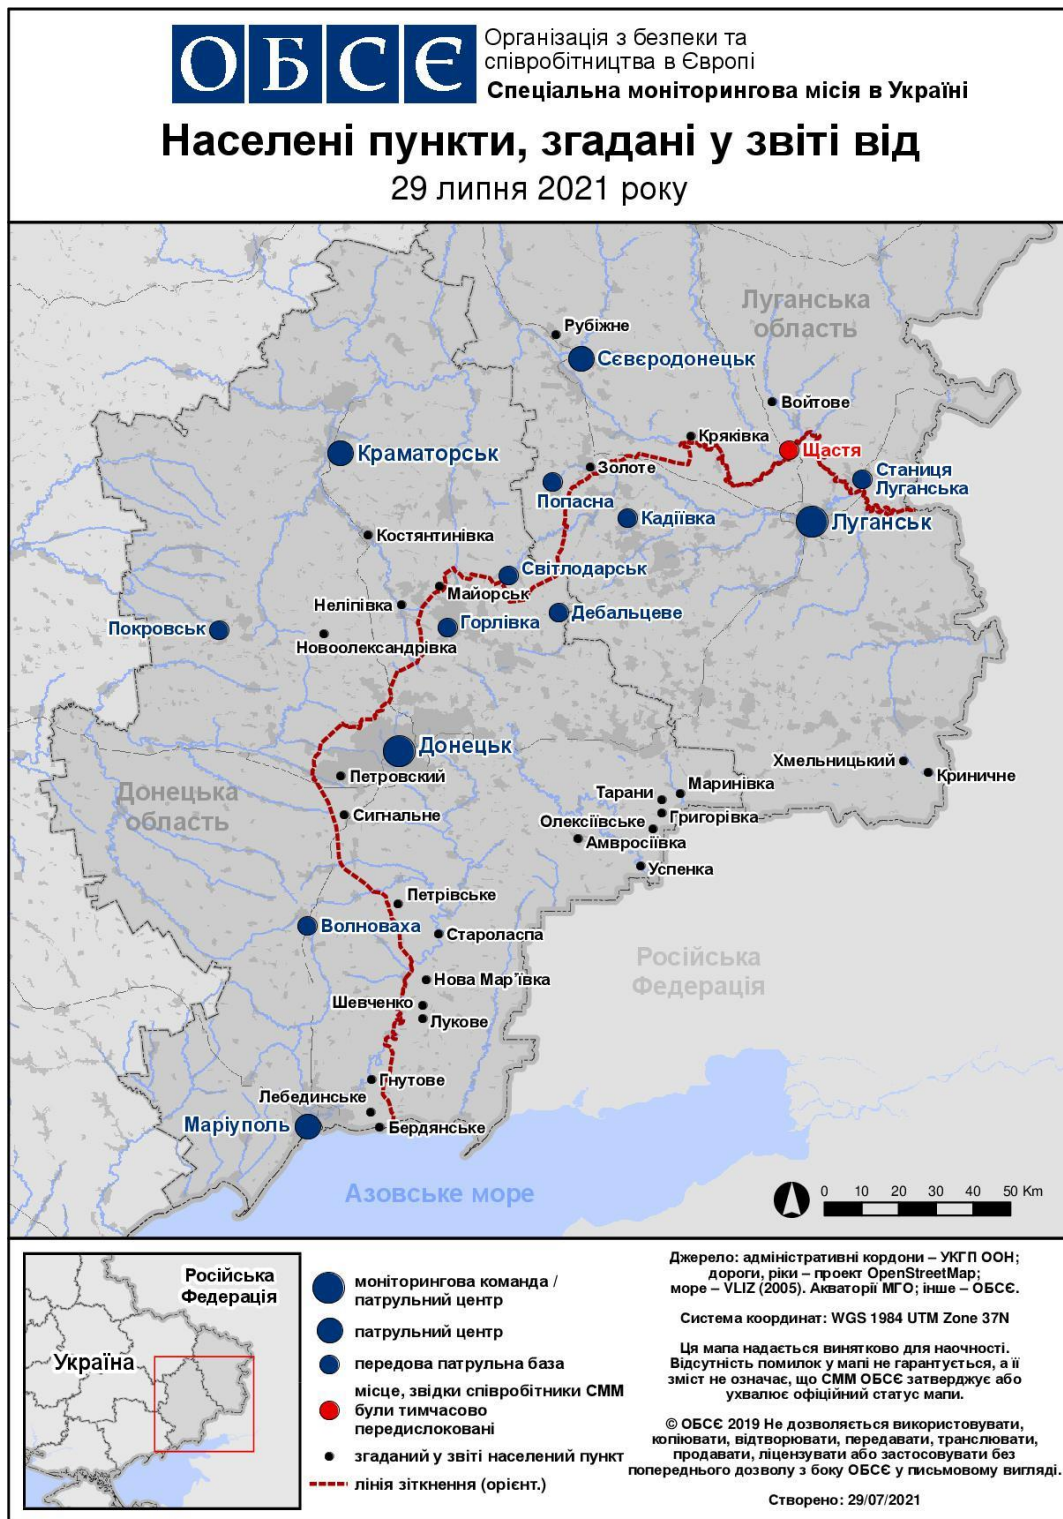 ОБСЄ
Організація з безпеки та
співробітництва в Європі
Спеціальна моніторингова місія в Україні
Населені пункти, згадані у звіті від
29 липня 2021 року
Луганська
область
Рубіжне
Сєвєродонецьк
Войтове
Кряківка
Щастя
Краматорськ
Золоте
Станиця
Луганська
Попасна
Кадіївка
Луганськ
Костянтинівка
Світлодарськ
Майорськ
Неліпівка
Дебальцеве
Горлівка
Покровськ
Новоолександрівка
Донецьк
Хмельницький
Петровский
Криничне
Маринівка
Тарани
Донецька
область
Сигнальне
Григорівка
Олексіївське
Амвросіївка
Успенка
Петрівське
Волноваха
Староласпа
Російська
Федерація
Нова Мар'ївка
Шевченко
Лукове
Гнутове
Лебединське
Маріуполь
Бердянське
Азовське море
0 10 20 30 40 50 Km
Російська
Федерація
Україна
моніторингова команда /
патрульний центр
патрульний центр
передова патрульна база
місце, звідки співробітники СММ
були тимчасово
передислоковані
згаданий у звіті населений пункт
лінія зіткнення (орієнт.)
Джерело: адміністративні кордони – УКГП ООН;
дороги, ріки – проект OpenStreetMap;
море – VLIZ (2005). Акваторії МГО; інше – ОБСЄ.
Система координат: WGS 1984 UTM Zone 37N
Ця мапа надається винятково для наочності.
Відсутність помилок у мапі не гарантується, а її
зміст не означає, що СММ ОБСЄ затверджує або
ухвалює офіційний статус мапи.
© ОБСЄ 2019 Не дозволяється використовувати,
копіювати, відтворювати, передавати, транслювати,
продавати, ліцензувати або застосовувати без
попереднього дозволу з боку ОБСЄ у письмовому вигляді.
Створено: 29/07/2021